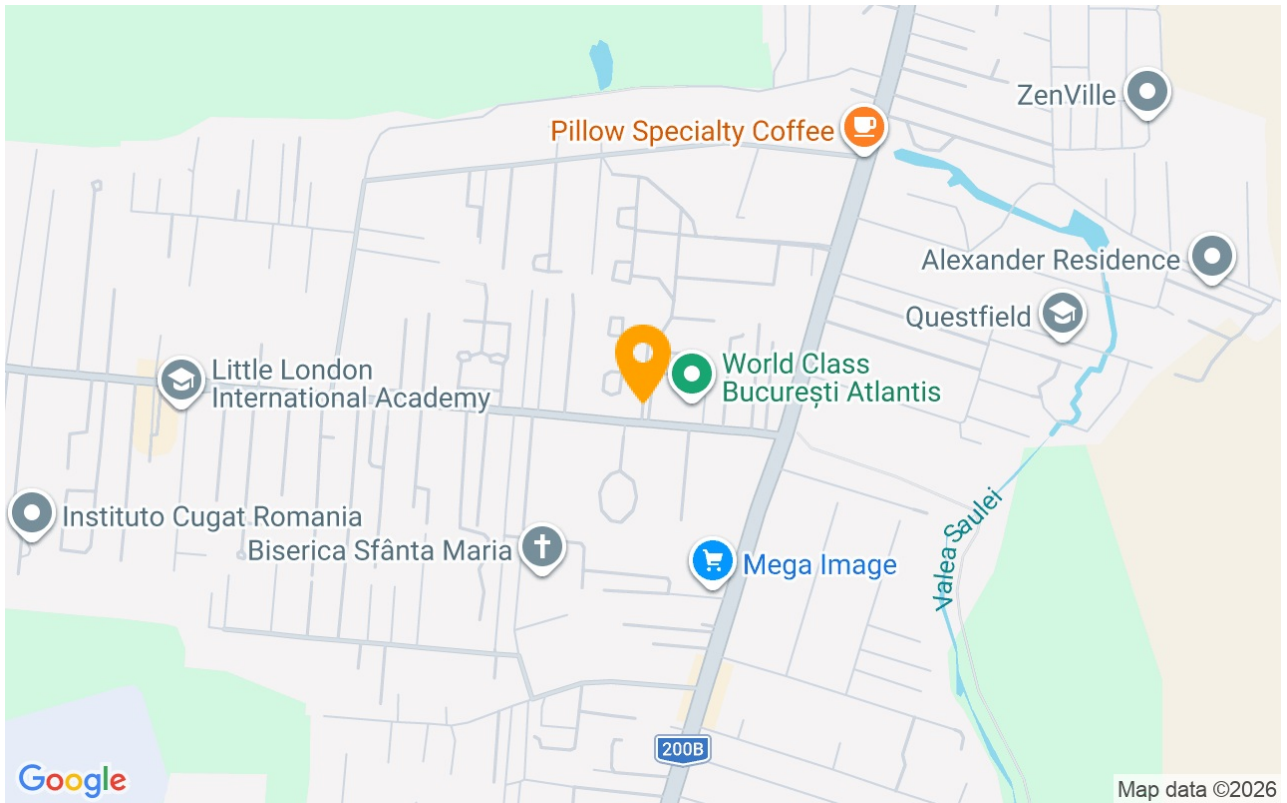 ZenVille
Pillow Specialty Coffee
Alexander Residence
Questfield
World Class
București Atlantis
Little London
International Academy
Instituto Cugat Romania
Biserica Sfânta Maria
Mega Image
Valea Saulei
200B
Google
Map data ©2026